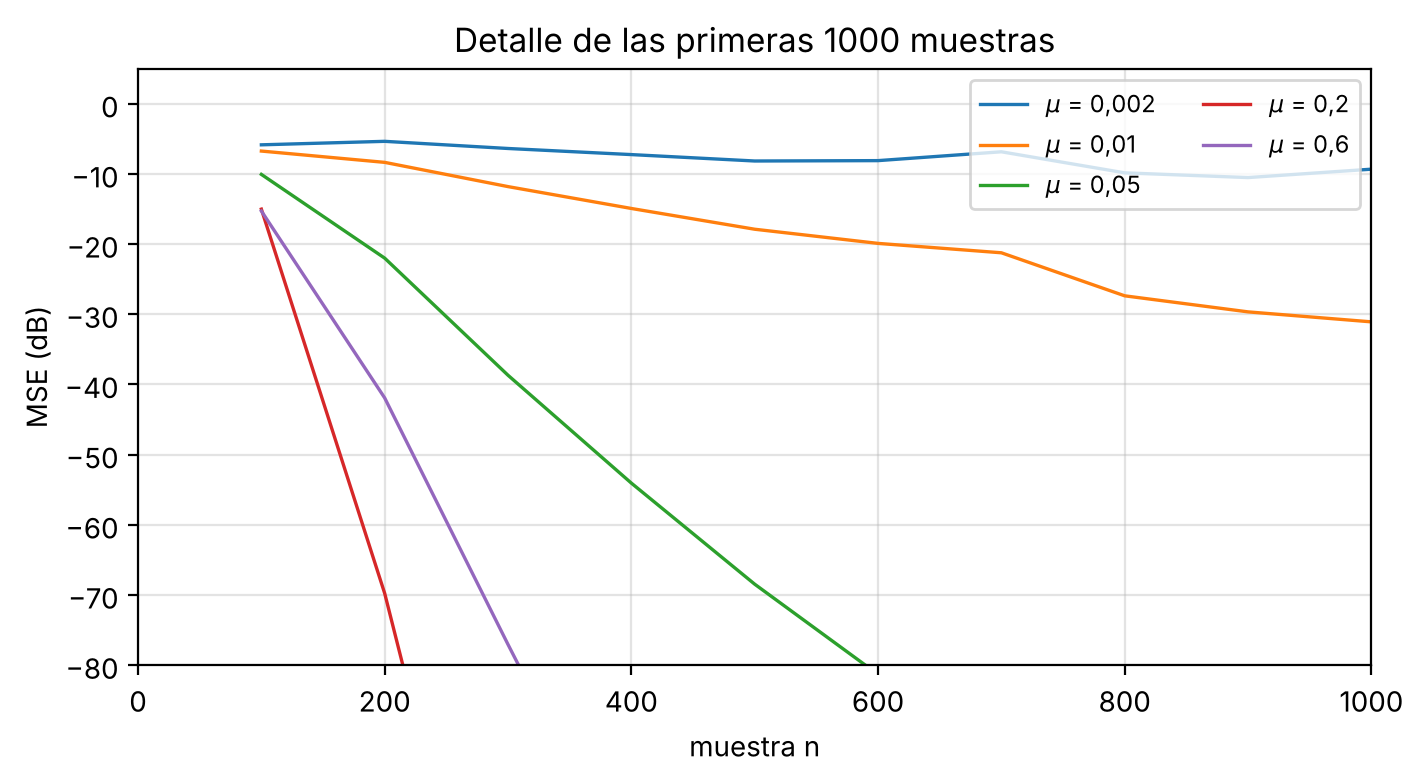 Detalle de las primeras 1000 muestras
μ = 0,002
μ = 0,01
μ = 0,05
μ = 0,2
μ = 0,6
MSE (dB)
0
−10
−20
−30
−40
−50
−60
−70
−80
0 200 400 600 800 1000
muestra n